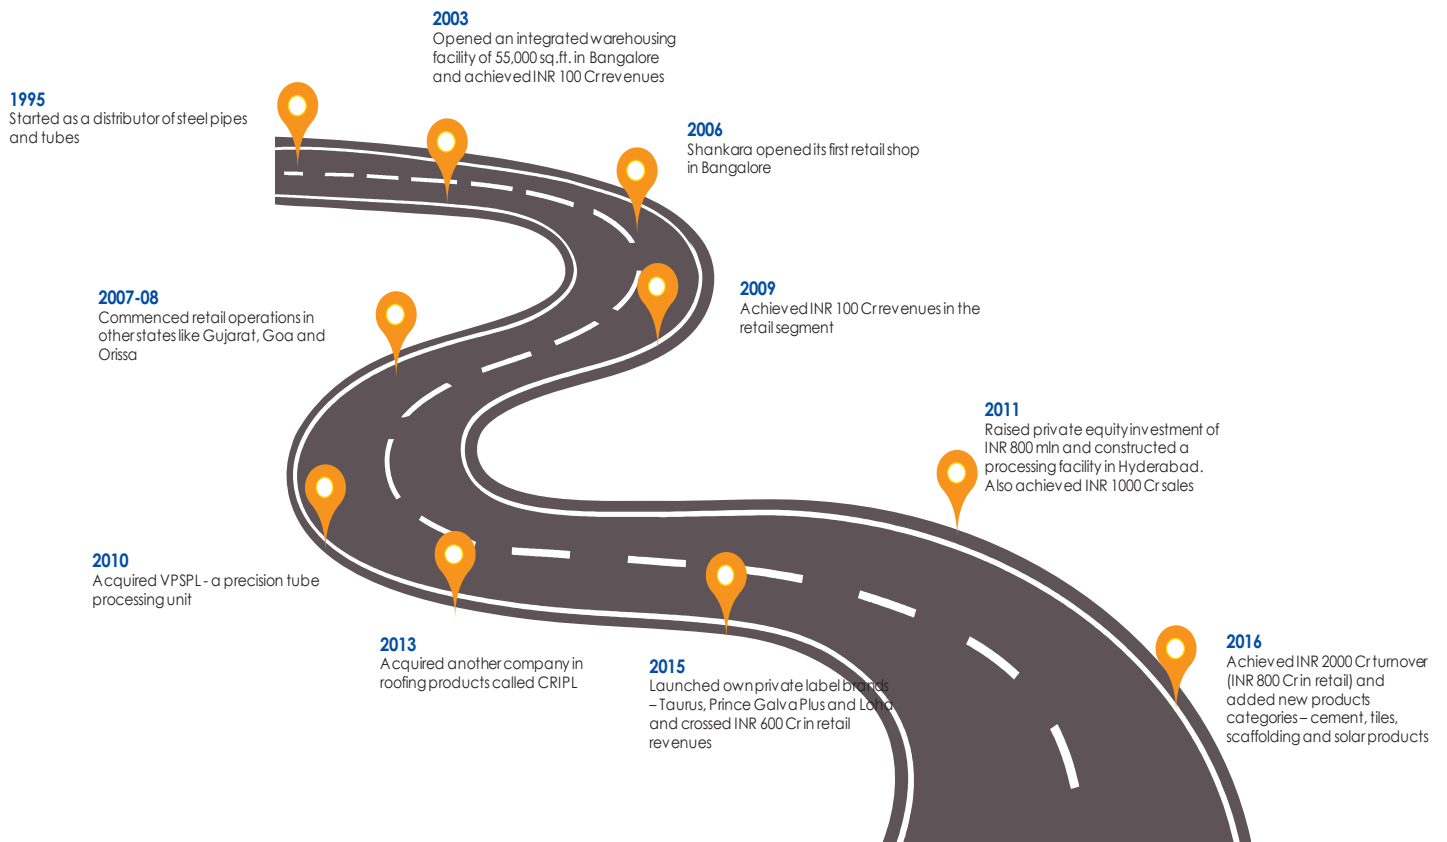 2003
Opened an integrated warehousing
facility of 55,000 sq.ft. in Bangalore
and achieved INR 100 Cr revenues
1995
Started as a distributor of steel pipes
and tubes
2006
Shankara opened its first retail shop
in Bangalore
2007-08
Commenced retail operations in
other states like Gujarat, Goa and
Orissa
2009
Achieved INR 100 Cr revenues in the
retail segment
2011
Raised private equity investment of
INR 800 mln and constructed a
processing facility in Hyderabad.
Also achieved INR 1000 Cr sales
2010
Acquired VPSPL - a precision tube
processing unit
2013
Acquired another company in
roofing products called CRIPL
2015
Launched own private label brands
– Taurus, Prince Galva Plus and Loha
and crossed INR 600 Cr in retail
revenues
2016
Achieved INR 2000 Cr turnover
(INR 800 Cr in retail) and
added new products
categories – cement, tiles,
scaffolding and solar products